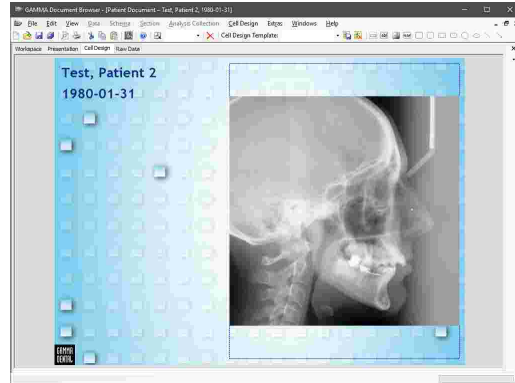 GAMMA Document Browser - [Patient Document - Test, Patient 2, 1980-01-31]
File Edit View Data Schema Section Analysis Collection Cell Design Extras Windows Help
Cell Design Template:
Workspace Presentation Cell Design Raw Data
Test, Patient 2
1980-01-31
GAMMA
DENTAL